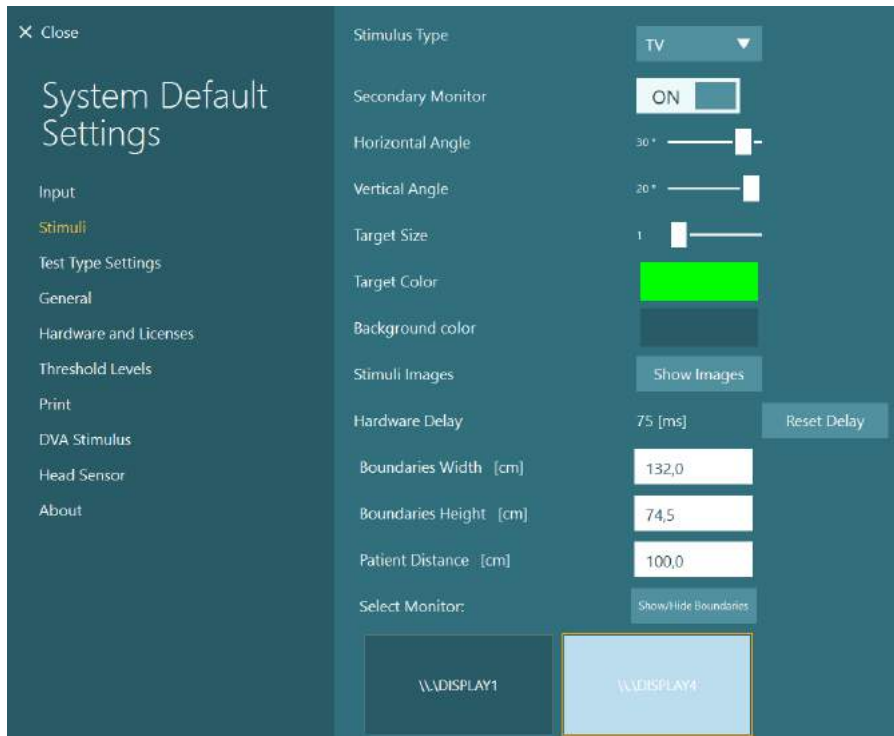 ✕ Close
System Default
Settings
Input
Stimuli
Test Type Settings
General
Hardware and Licenses
Threshold Levels
Print
DVA Stimulus
Head Sensor
About
Stimulus Type TV
Secondary Monitor ON
Horizontal Angle 30 °
Vertical Angle 20 °
Target Size 1
Target Color
Background color
Stimuli Images Show Images
Hardware Delay 75 [ms] Reset Delay
Boundaries Width [cm] 132,0
Boundaries Height [cm] 74,5
Patient Distance [cm] 100,0
Select Monitor: Show/Hide Boundaries
\\.\DISPLAY1 \\.\DISPLAY4